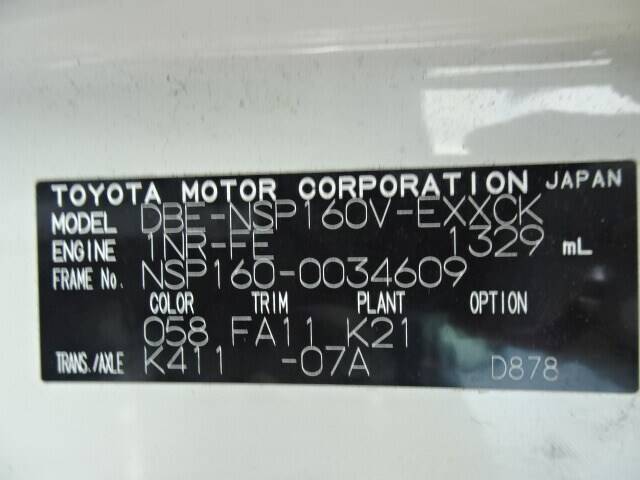 TOYOTA MOTOR CORPORATION JAPAN
MODEL DBE-NSP160V-EXXCK
ENGINE 1NR-FE 1329 mL
FRAME No. NSP160-0034609
COLOR TRIM PLANT OPTION
058 FA11 K21
TRANS./AXLE K411 -07A D878